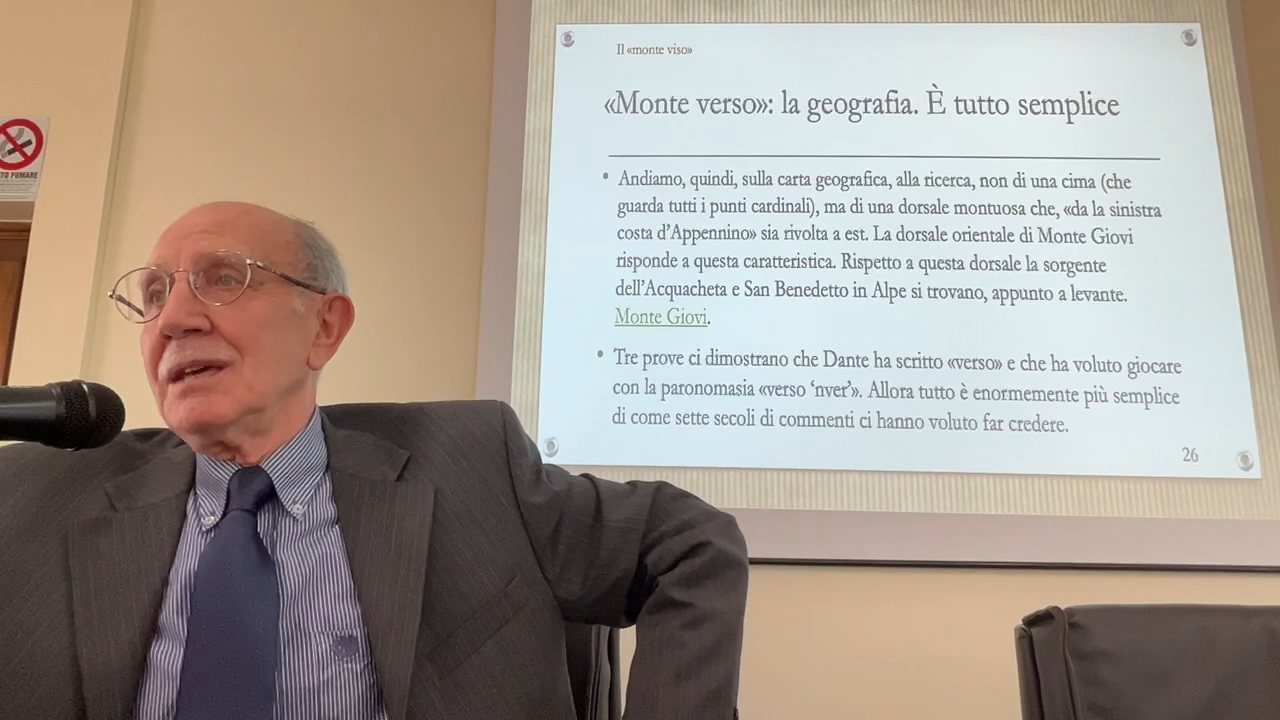 Il «monte viso»
«Monte verso»: la geografia. È tutto semplice
• Andiamo, quindi, sulla carta geografica, alla ricerca, non di una cima (che
guarda tutti i punti cardinali), ma di una dorsale montuosa che, «da la sinistra
costa d'Appennino» sia rivolta a est. La dorsale orientale di Monte Giovi
risponde a questa caratteristica. Rispetto a questa dorsale la sorgente
dell'Acquacheta e San Benedetto in Alpe si trovano, appunto a levante.
Monte Giovi.
• Tre prove ci dimostrano che Dante ha scritto «verso» e che ha voluto giocare
con la paronomasia «verso 'nver'». Allora tutto è enormemente più semplice
di come sette secoli di commenti ci hanno voluto far credere.
26
TO FUMARE